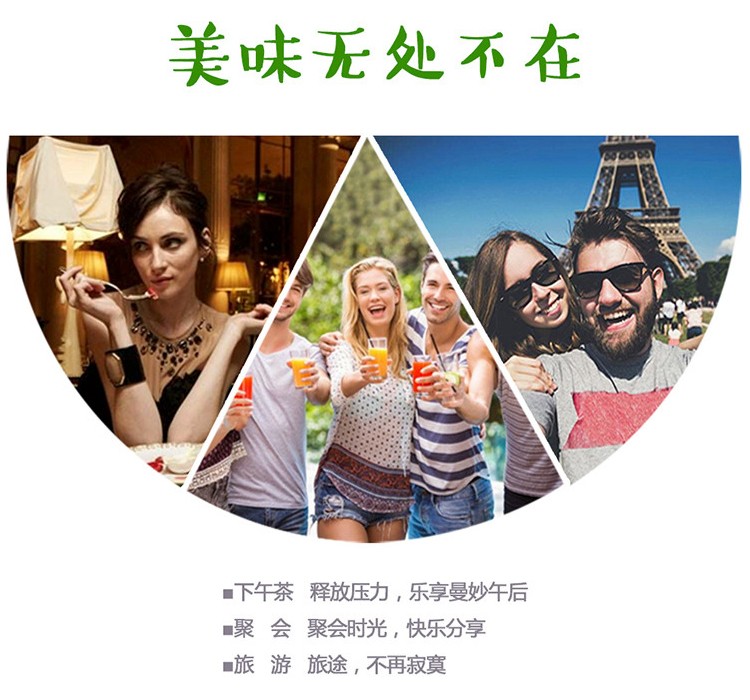 美味无处不在
■下午茶 释放压力，乐享曼妙午后
■聚 会 聚会时光，快乐分享
■旅 游 旅途，不再寂寞